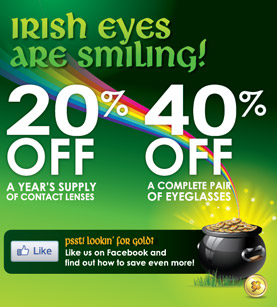 IRISH EYES
ARE SMILING!
20% OFF
A YEAR'S SUPPLY
OF CONTACT LENSES
40% OFF
A COMPLETE PAIR
OF EYEGLASSES
Like
psst! lookin' for gold?
Like us on Facebook and
find out how to save even more!